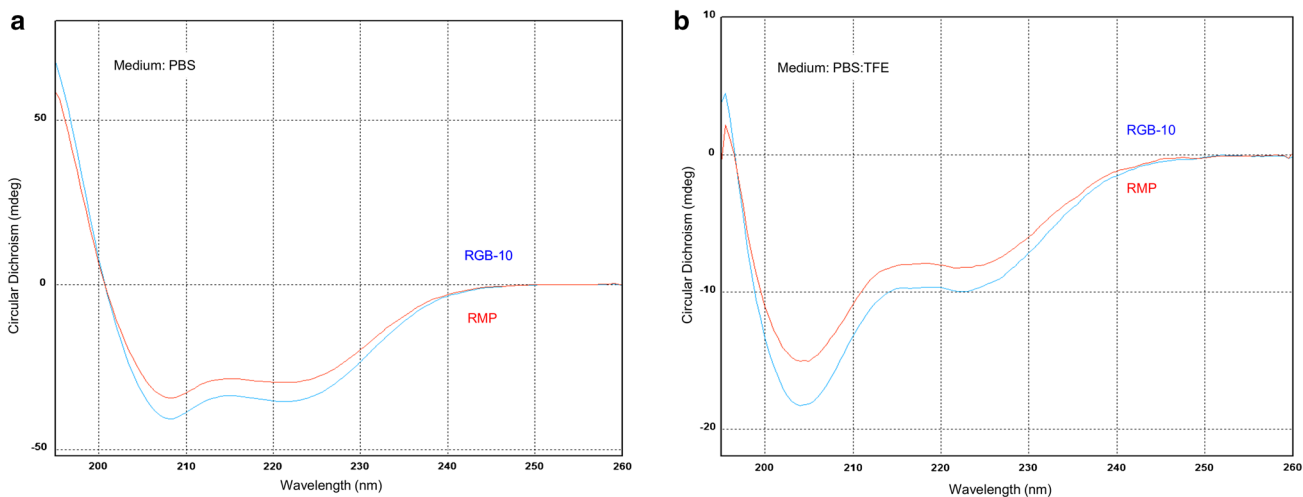 a
Medium: PBS
RGB-10
RMP
50
0
-50
200 210 220 230 240 250 260
Circular Dichroism (mdeg)
Wavelength (nm)
b
Medium: PBS:TFE
RGB-10
RMP
10
0
-10
-20
200 210 220 230 240 250 260
Circular Dichroism (mdeg)
Wavelength (nm)